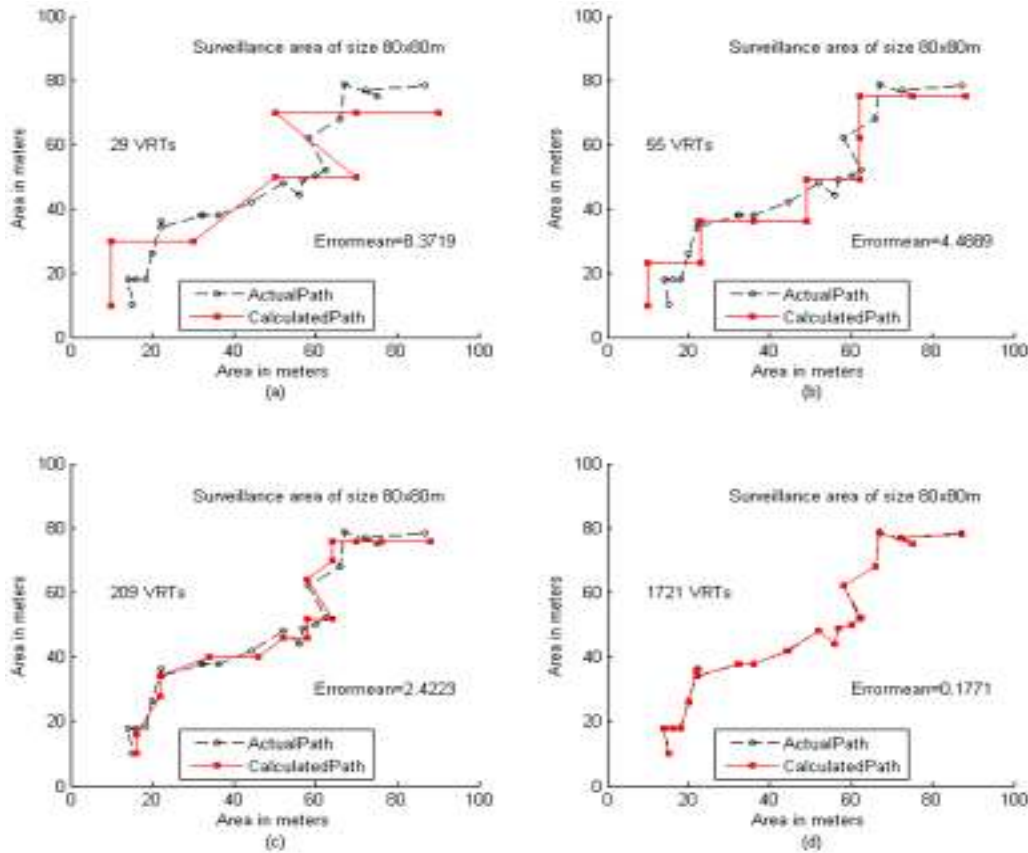 100
Surveillance area of size 80x80m
80
Area in meters
60
29 VRTs
40
Errormean=8.3719
20
ActualPath
CalculatedPath
0
0 20 40 60 80 100
Area in meters
(a)
100
Surveillance area of size 80x80m
80
Area in meters
60
55 VRTs
40
Errormean=4.4889
20
ActualPath
CalculatedPath
0
0 20 40 60 80 100
Area in meters
(b)
100
Surveillance area of size 80x80m
80
Area in meters
60
209 VRTs
40
Errormean=2.4223
20
ActualPath
CalculatedPath
0
0 20 40 60 80 100
Area in meters
(c)
100
Surveillance area of size 80x80m
80
Area in meters
60
1721 VRTs
40
Errormean=0.1771
20
ActualPath
CalculatedPath
0
0 20 40 60 80 100
Area in meters
(d)